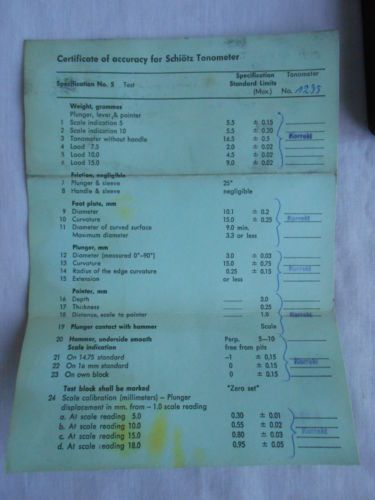 Certificate of accuracy for Schiötz Tonometer
Specification No. 5 Test Specification Standard Limits (Max.) Tonometer No. 1235
Weight, grammes
Plunger, lever & pointer
1 Scale indication 5 5.5 ± 0.15
2 Scale indication 10 5.5 ± 0.20
3 Tonometer without handle 16.5 ± 0.5 Korrekt
4 Load 7.5 2.0 ± 0.02
5 Load 10.0 4.5 ± 0.02
6 Load 15.0 9.0 ± 0.02
Friction, negligible
7 Plunger & sleeve 25°
8 Handle & sleeve negligible
Foot plate, mm
9 Diameter 10.1 ± 0.2
10 Curvature 15.0 ± 0.25 Korrekt
11 Diameter of curved surface 9.0 min.
Maximum diameter 3.3 or less
Plunger, mm
12 Diameter (measured 0°-90°) 3.0 ± 0.03
13 Curvature 15.0 ± 0.75 Korrekt
14 Radius of the edge curvature 0.25 ± 0.15
15 Extension or less
Pointer, mm
16 Depth 2.0
17 Thickness 0.25
18 Distance, scale to pointer 1.0 Korrekt
19 Plunger contact with hammer Scale
20 Hammer, underside smooth Perp. 5—10
Scale indication free from pits
21 On 14.75 standard —1 ± 0,15
22 On 16 mm standard 0 ± 0.15 Korrekt
23 On own block 0 ± 0.15
Test block shall be marked "Zero set"
24 Scale calibration (millimeters) - Plunger
displacement in mm. from — 1.0 scale reading
a. At scale reading 5.0 0.30 ± 0.01
b. At scale reading 10.0 0.55 ± 0.02
c. At scale reading 15.0 0.80 ± 0.03 Korrekt
d. At scale reading 18.0 0.95 ± 0.05